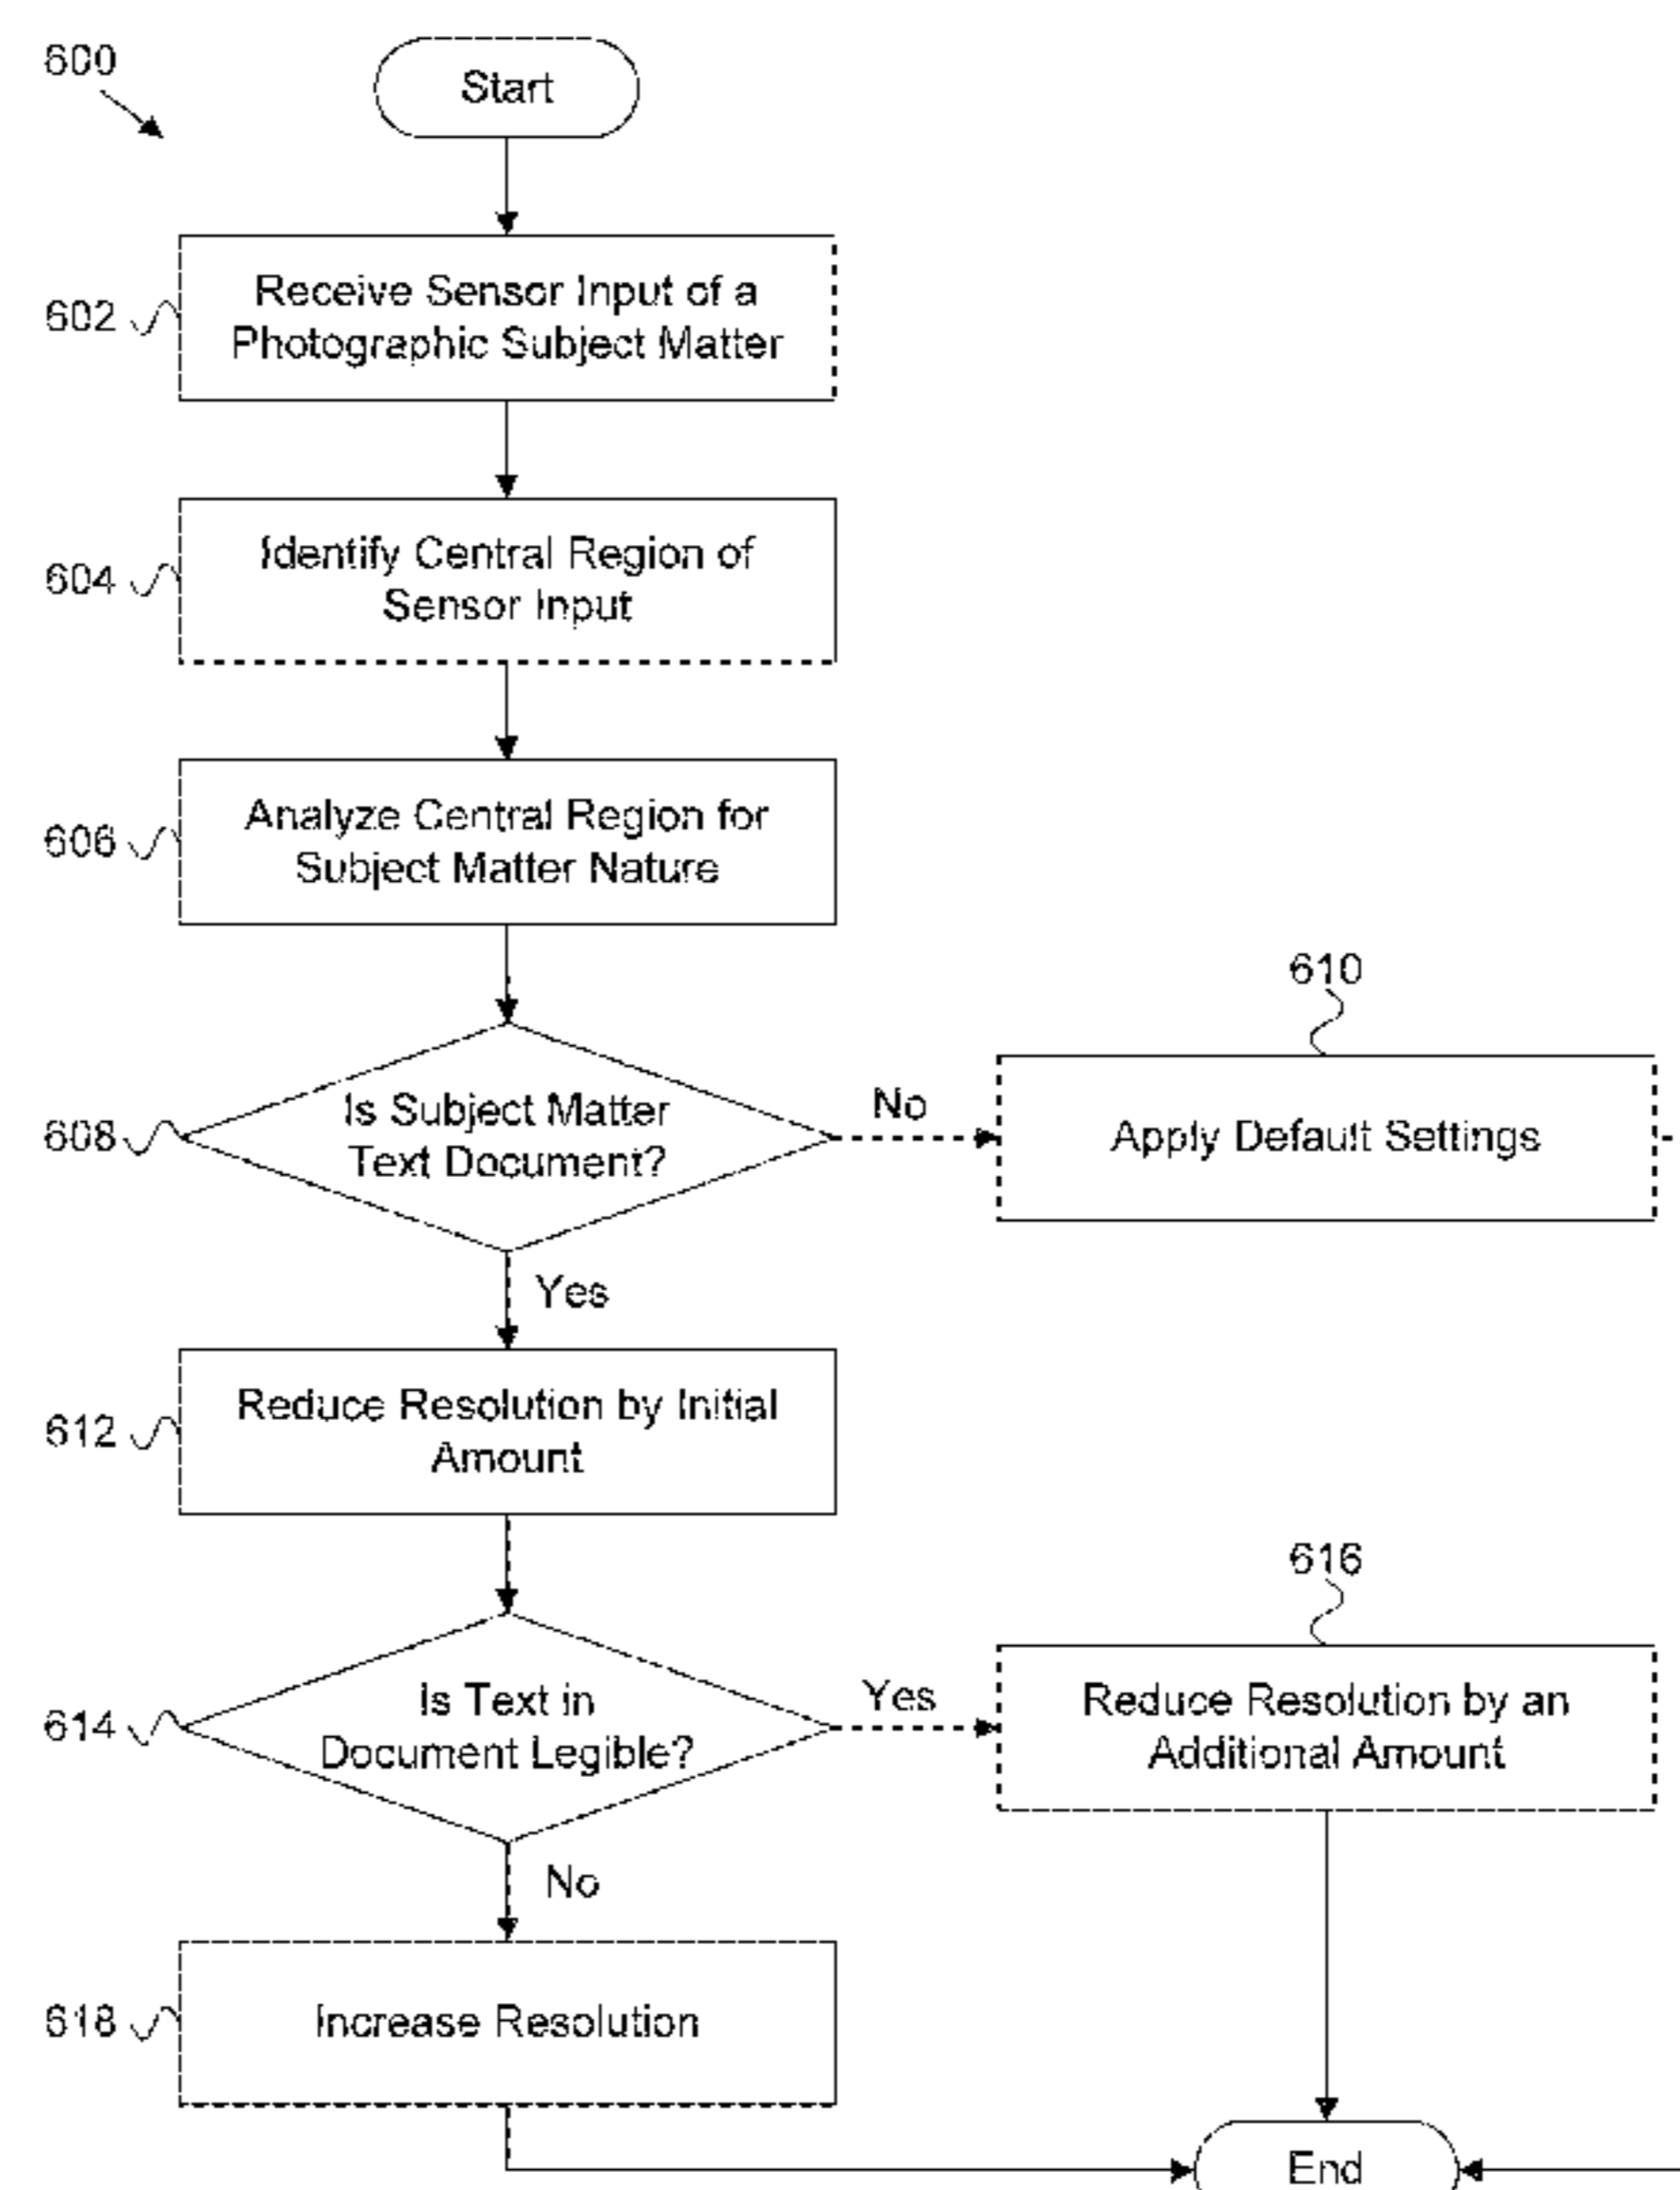 600
Start
602
Receive Sensor Input of a
Photographic Subject Matter
604
Identify Central Region of
Sensor Input
606
Analyze Central Region for
Subject Matter Nature
608
Is Subject Matter
Text Document?
No
610
Apply Default Settings
Yes
612
Reduce Resolution by Initial
Amount
614
Is Text in
Document Legible?
Yes
616
Reduce Resolution by an
Additional Amount
No
618
Increase Resolution
End